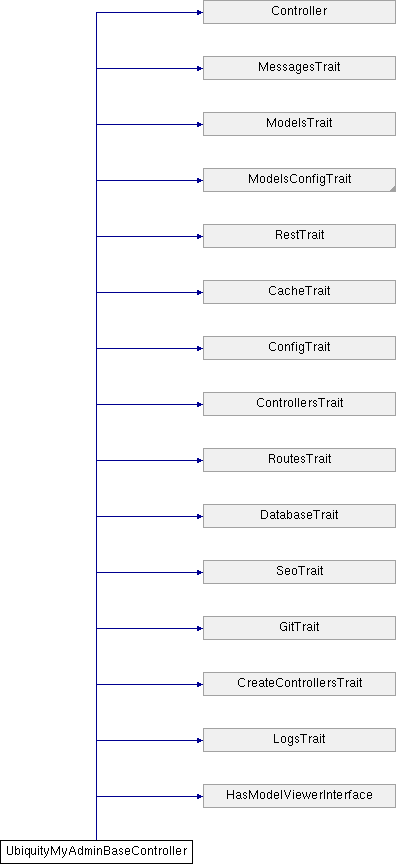 Controller
MessagesTrait
ModelsTrait
ModelsConfigTrait
RestTrait
CacheTrait
ConfigTrait
ControllersTrait
RoutesTrait
DatabaseTrait
SeoTrait
GitTrait
CreateControllersTrait
LogsTrait
HasModelViewerInterface
UbiquityMyAdminBaseController